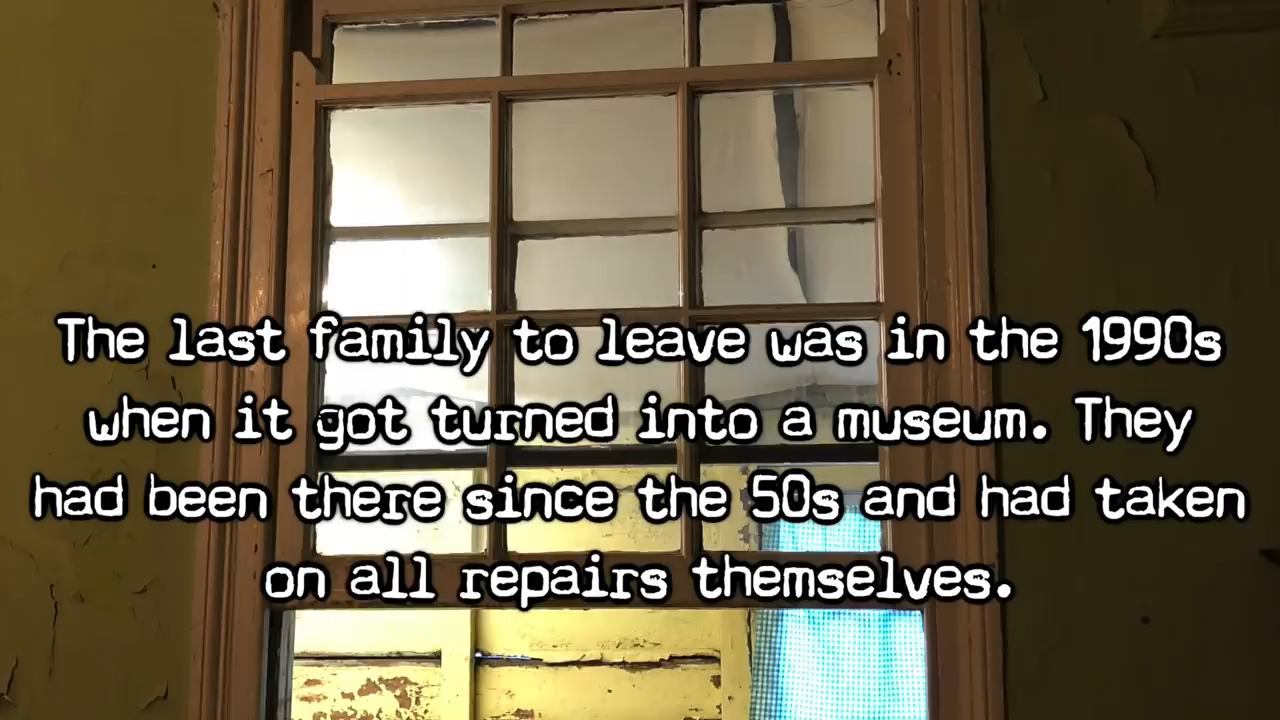 The last family to leave was in the 1990s
when it got turned into a museum. They
had been there since the 50s and had taken
on all repairs themselves.